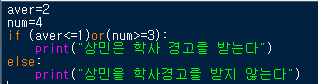 aver=2
num=4
if (aver<=1)or(num>=3):
    print("상민은 학사 경고를 받는다")
else:
    print("상민은 학사경고를 받지 않는다")